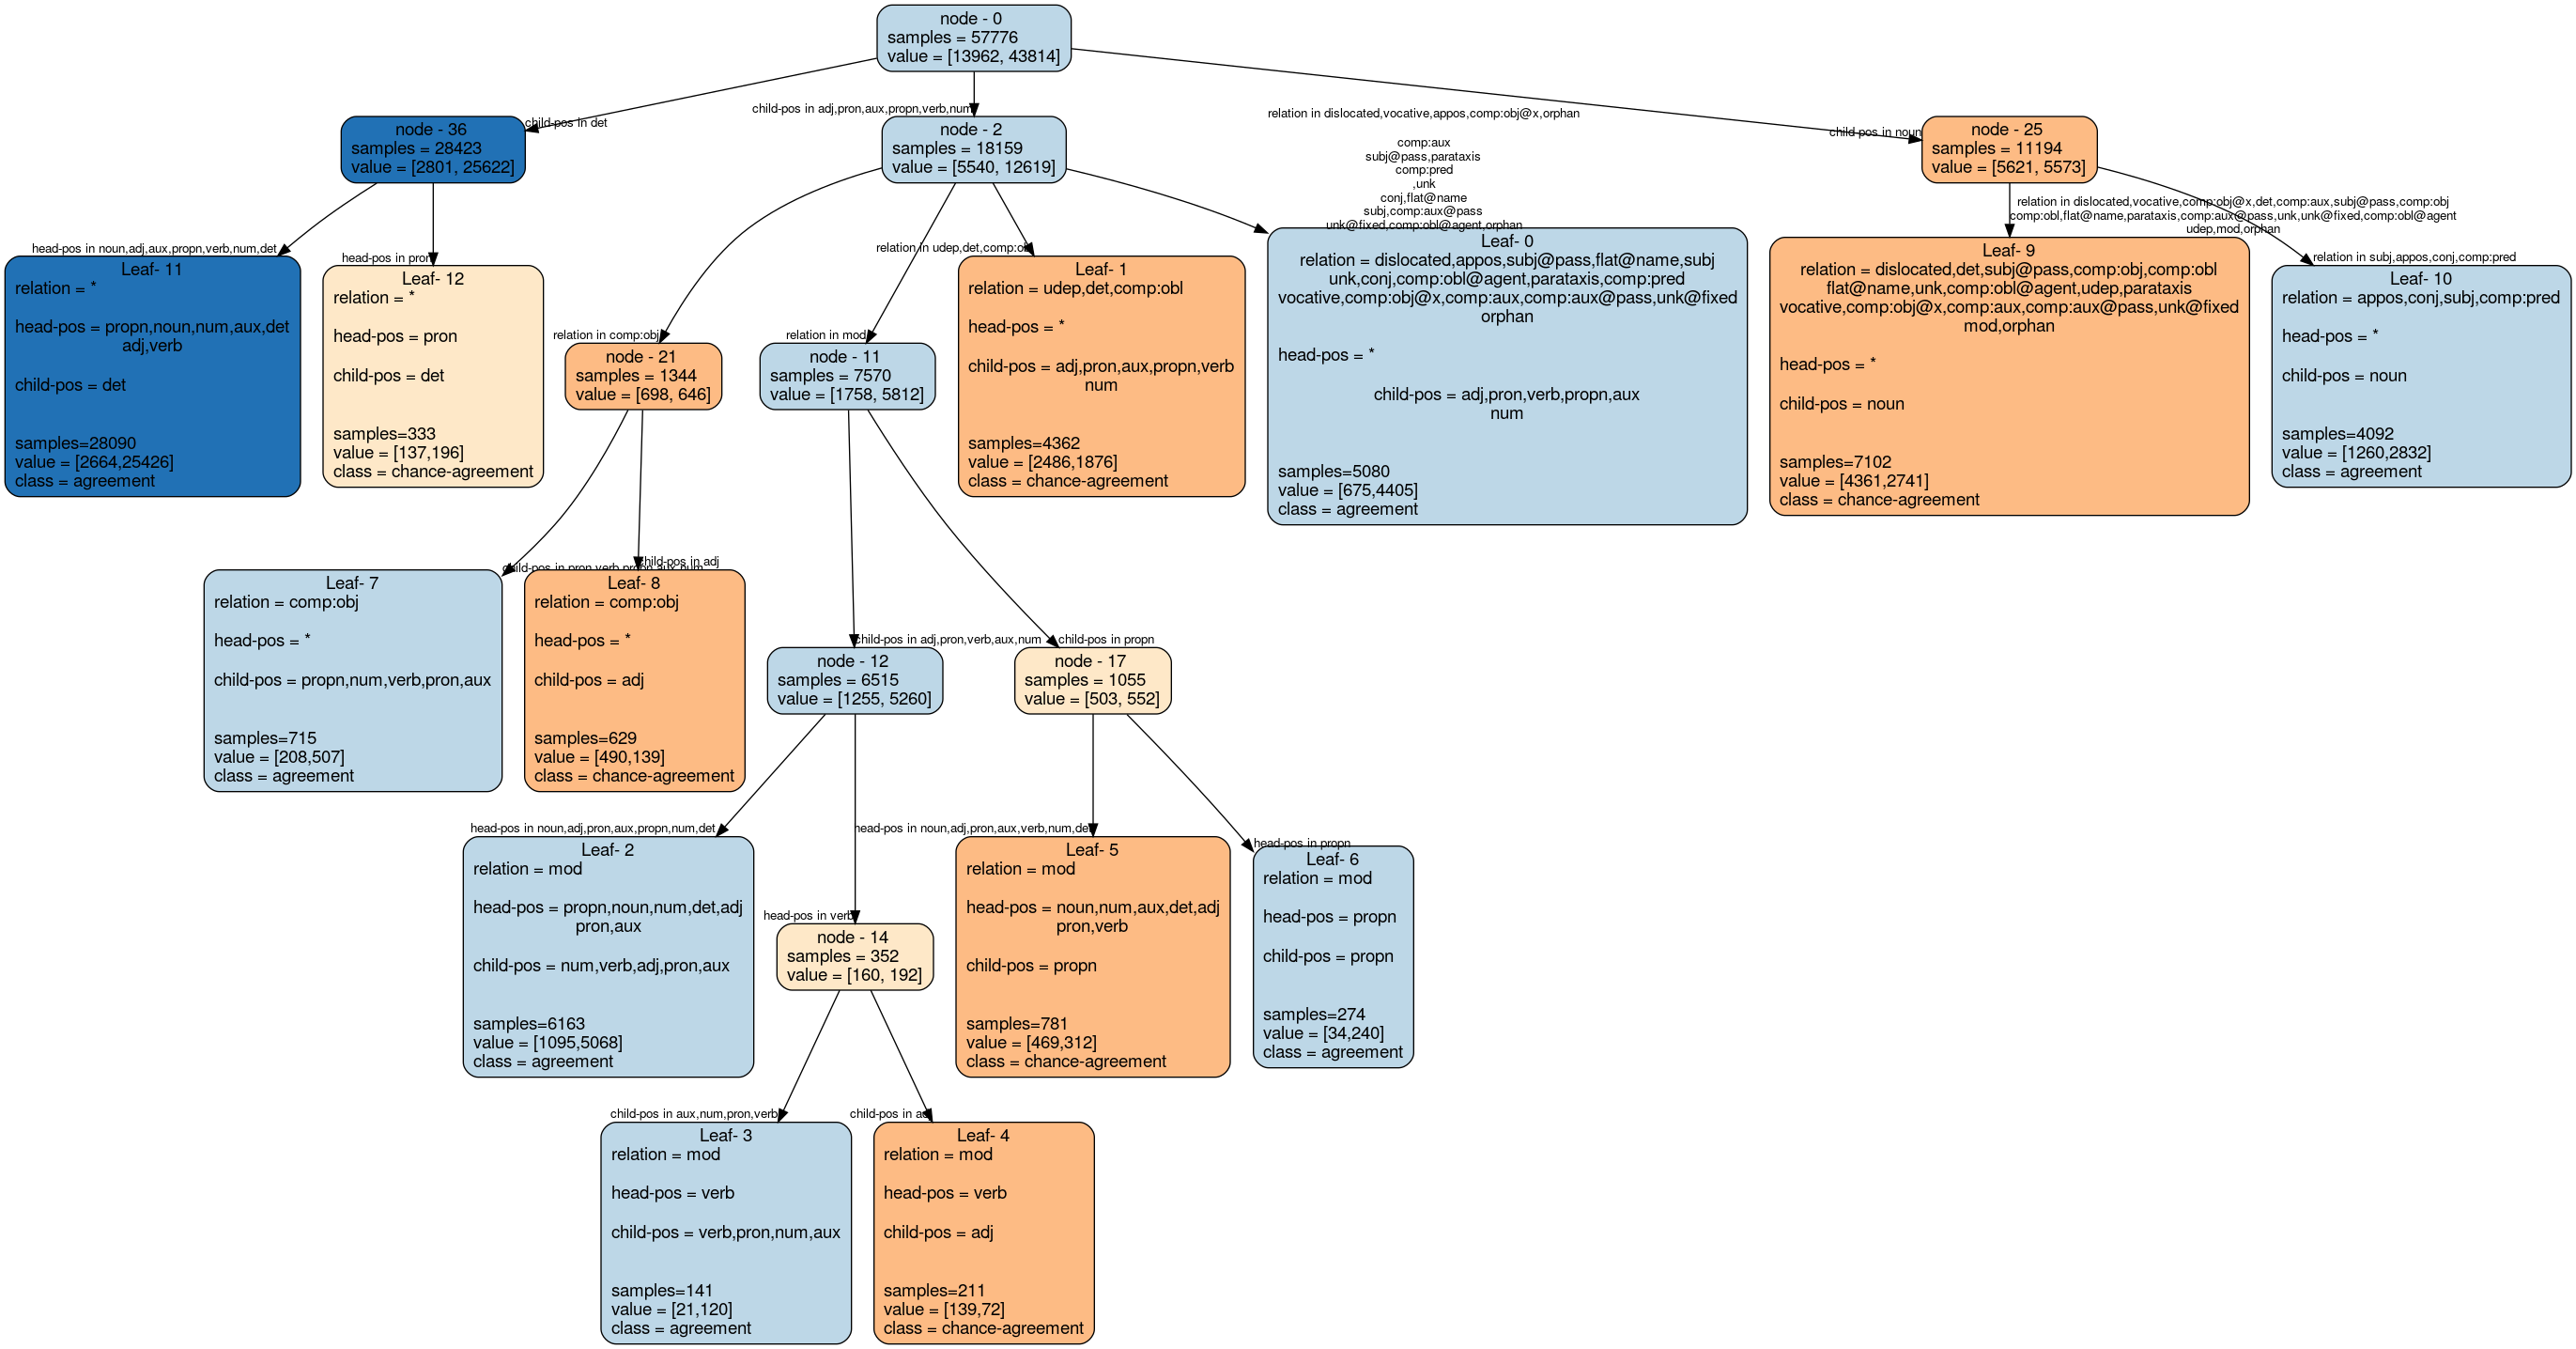 node - 0
samples = 57776
value = [13962, 43814]
child-pos in det
child-pos in adj,pron,aux,propn,verb,num
relation in dislocated,vocative,appos,comp:obj@x,orphan
comp:aux
subj@pass,parataxis
comp:pred
,unk
conj,flat@name
subj,comp:aux@pass
unk@fixed,comp:obl@agent,orphan
child-pos in noun
node - 36
samples = 28423
value = [2801, 25622]
node - 2
samples = 18159
value = [5540, 12619]
node - 25
samples = 11194
value = [5621, 5573]
head-pos in noun,adj,aux,propn,verb,num,det
head-pos in pron
relation in comp:obj
relation in mod
relation in udep,det,comp:obl
relation in dislocated,vocative,comp:obj@x,det,comp:aux,subj@pass,comp:obj
comp:obl,flat@name,parataxis,comp:aux@pass,unk,unk@fixed,comp:obl@agent
udep,mod,orphan
relation in subj,appos,conj,comp:pred
Leaf- 11
relation = *
head-pos = propn,noun,num,aux,det
adj,verb
child-pos = det
samples=28090
value = [2664,25426]
class = agreement
Leaf- 12
relation = *
head-pos = pron
child-pos = det
samples=333
value = [137,196]
class = chance-agreement
node - 21
samples = 1344
value = [698, 646]
node - 11
samples = 7570
value = [1758, 5812]
Leaf- 1
relation = udep,det,comp:obl
head-pos = *
child-pos = adj,pron,aux,propn,verb
num
samples=4362
value = [2486,1876]
class = chance-agreement
Leaf- 0
relation = dislocated,appos,subj@pass,flat@name,subj
unk,conj,comp:obl@agent,parataxis,comp:pred
vocative,comp:obj@x,comp:aux,comp:aux@pass,unk@fixed
orphan
head-pos = *
child-pos = adj,pron,verb,propn,aux
num
samples=5080
value = [675,4405]
class = agreement
Leaf- 9
relation = dislocated,det,subj@pass,comp:obj,comp:obl
flat@name,unk,comp:obl@agent,udep,parataxis
vocative,comp:obj@x,comp:aux,comp:aux@pass,unk@fixed
mod,orphan
head-pos = *
child-pos = noun
samples=7102
value = [4361,2741]
class = chance-agreement
Leaf- 10
relation = appos,conj,subj,comp:pred
head-pos = *
child-pos = noun
samples=4092
value = [1260,2832]
class = agreement
child-pos in pron,verb,propn,aux,num
child-pos in adj
Leaf- 7
relation = comp:obj
head-pos = *
child-pos = propn,num,verb,pron,aux
samples=715
value = [208,507]
class = agreement
Leaf- 8
relation = comp:obj
head-pos = *
child-pos = adj
samples=629
value = [490,139]
class = chance-agreement
child-pos in adj,pron,verb,aux,num
child-pos in propn
node - 12
samples = 6515
value = [1255, 5260]
node - 17
samples = 1055
value = [503, 552]
head-pos in noun,adj,pron,aux,propn,num,det
head-pos in verb
head-pos in noun,adj,pron,aux,verb,num,det
head-pos in propn
Leaf- 2
relation = mod
head-pos = propn,noun,num,det,adj
pron,aux
child-pos = num,verb,adj,pron,aux
samples=6163
value = [1095,5068]
class = agreement
node - 14
samples = 352
value = [160, 192]
Leaf- 5
relation = mod
head-pos = noun,num,aux,det,adj
pron,verb
child-pos = propn
samples=781
value = [469,312]
class = chance-agreement
Leaf- 6
relation = mod
head-pos = propn
child-pos = propn
samples=274
value = [34,240]
class = agreement
child-pos in aux,num,pron,verb
child-pos in adj
Leaf- 3
relation = mod
head-pos = verb
child-pos = verb,pron,num,aux
samples=141
value = [21,120]
class = agreement
Leaf- 4
relation = mod
head-pos = verb
child-pos = adj
samples=211
value = [139,72]
class = chance-agreement